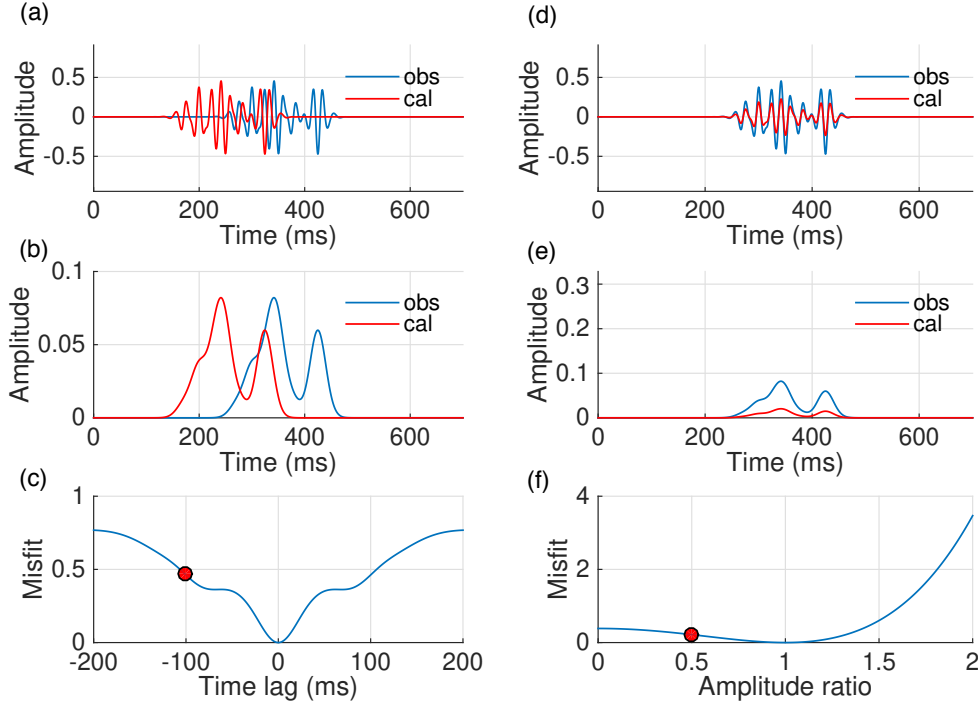 (a)
Amplitude
0.5
0
-0.5
obs
cal
0
200
400
600
Time (ms)
(b)
Amplitude
0.1
0.05
0
obs
cal
0
200
400
600
Time (ms)
(c)
Misfit
1
0.5
0
-200
-100
0
100
200
Time lag (ms)
(d)
Amplitude
0.5
0
-0.5
obs
cal
0
200
400
600
Time (ms)
(e)
Amplitude
0.3
0.2
0.1
0
obs
cal
0
200
400
600
Time (ms)
(f)
Misfit
4
2
0
0
0.5
1
1.5
2
Amplitude ratio